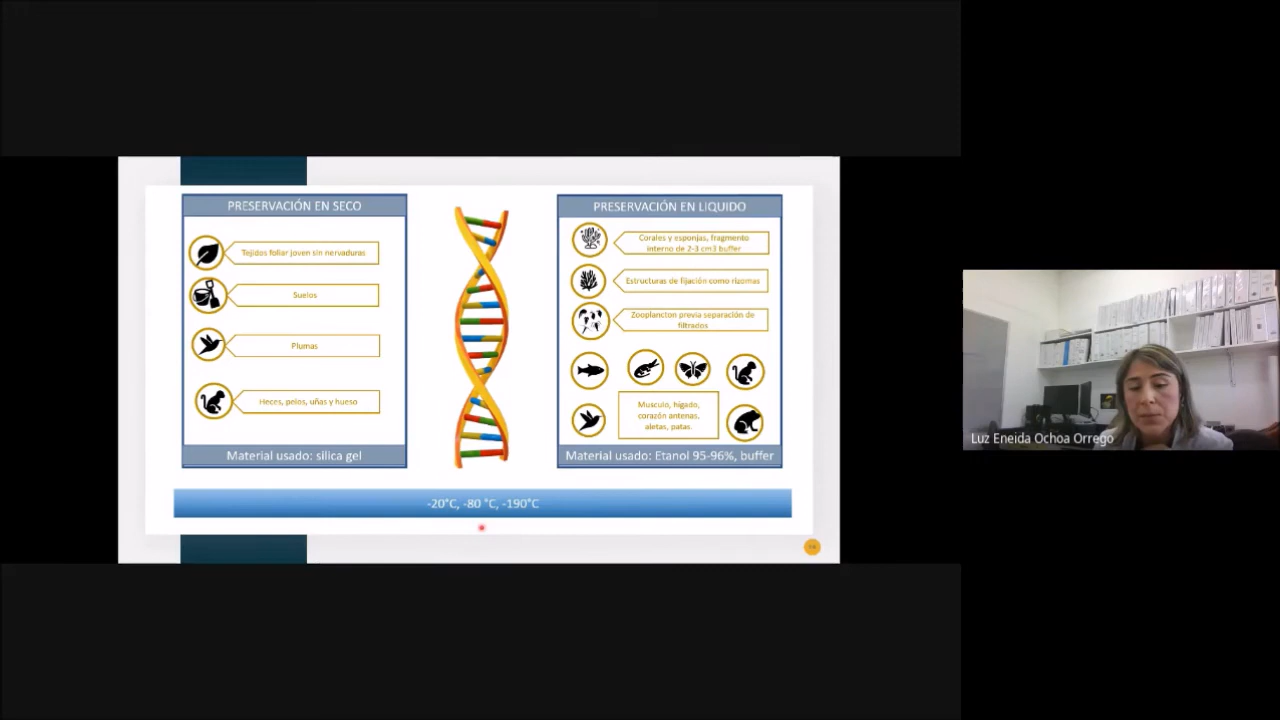 PRESERVACIÓN EN SECO
Tejidos foliar joven sin nervaduras
Suelos
Plumas
Heces, pelos, uñas y hueso
Material usado: silica gel
PRESERVACIÓN EN LIQUIDO
Corales y esponjas, fragmento
interno de 2-3 cm3 buffer
Estructuras de fijación como rizomas
Zooplancton previa separación de
filtrados
Musculo, hígado,
corazón antenas,
aletas, patas.
Material usado: Etanol 95-96%, buffer
-20°C, -80 °C, -190°C
Luz Eneida Ochoa Orrego